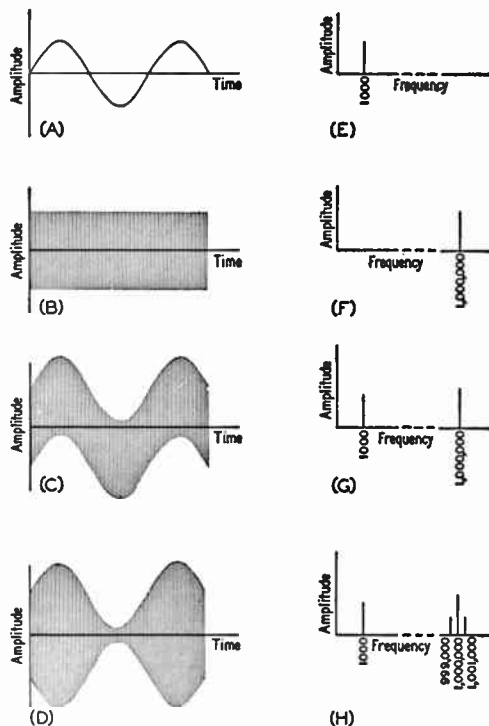 Amplitude
Time
(A)
Amplitude
1000
Frequency
(E)
Amplitude
Time
(B)
Amplitude
Frequency
1,000,000
(F)
Amplitude
Time
(C)
Amplitude
1000
Frequency
1,000,000
(G)
Amplitude
Time
(D)
Amplitude
1000
Frequency
999,000
1,000,000
1,001,000
(H)